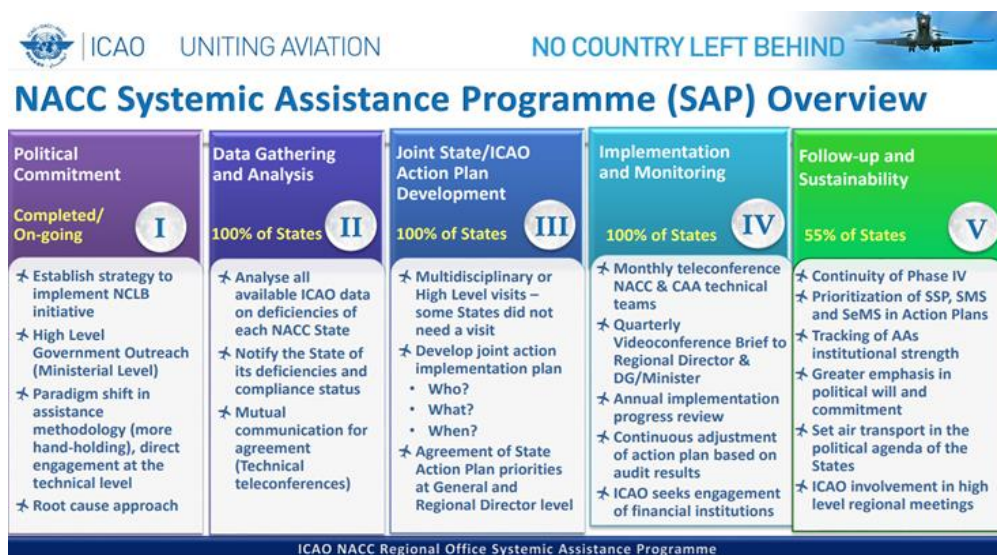 ICAO UNITING AVIATION
NO COUNTRY LEFT BEHIND
NACC Systemic Assistance Programme (SAP) Overview
Political
Commitment
Completed/
On-going
I
Establish strategy to
implement NCLB
initiative
High Level
Government Outreach
(Ministerial Level)
Paradigm shift in
assistance
methodology (more
hand-holding), direct
engagement at the
technical level
Root cause approach
Data Gathering
and Analysis
100% of States
II
Analyse all
available ICAO data
on deficiencies of
each NACC State
Notify the State of
its deficiencies and
compliance status
Mutual
communication for
agreement
(Technical
teleconferences)
Joint State/ICAO
Action Plan
Development
100% of States
III
Multidisciplinary or
High Level visits –
some States did not
need a visit
Develop joint action
implementation plan
• Who?
• What?
• When?
Agreement of State
Action Plan priorities
at General and
Regional Director level
Implementation
and Monitoring
100% of States
IV
Monthly teleconference
NACC & CAA technical
teams
Quarterly
Videoconference Brief to
Regional Director &
DG/Minister
Annual implementation
progress review
Continuous adjustment
of action plan based on
audit results
ICAO seeks engagement
of financial institutions
Follow-up and
Sustainability
55% of States
V
Continuity of Phase IV
Prioritization of SSP, SMS
and SeMS in Action Plans
Tracking of AAs
institutional strength
Greater emphasis in
political will and
commitment
Set air transport in the
political agenda of the
States
ICAO involvement in high
level regional meetings
ICAO NACC Regional Office Systemic Assistance Programme